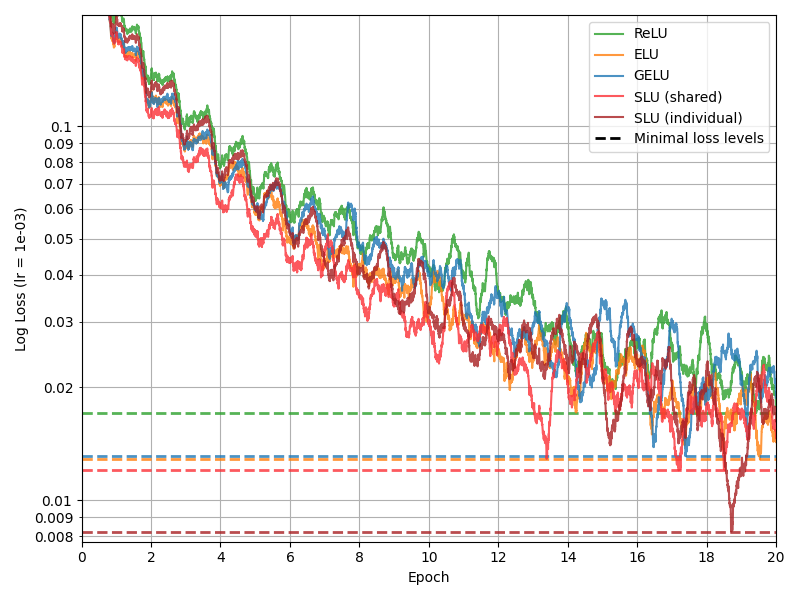 Log Loss (lr = 1e-03)
0.1
0.09
0.08
0.07
0.06
0.05
0.04
0.03
0.02
0.01
0.009
0.008
0 2 4 6 8 10 12 14 16 18 20
Epoch
ReLU
ELU
GELU
SLU (shared)
SLU (individual)
Minimal loss levels